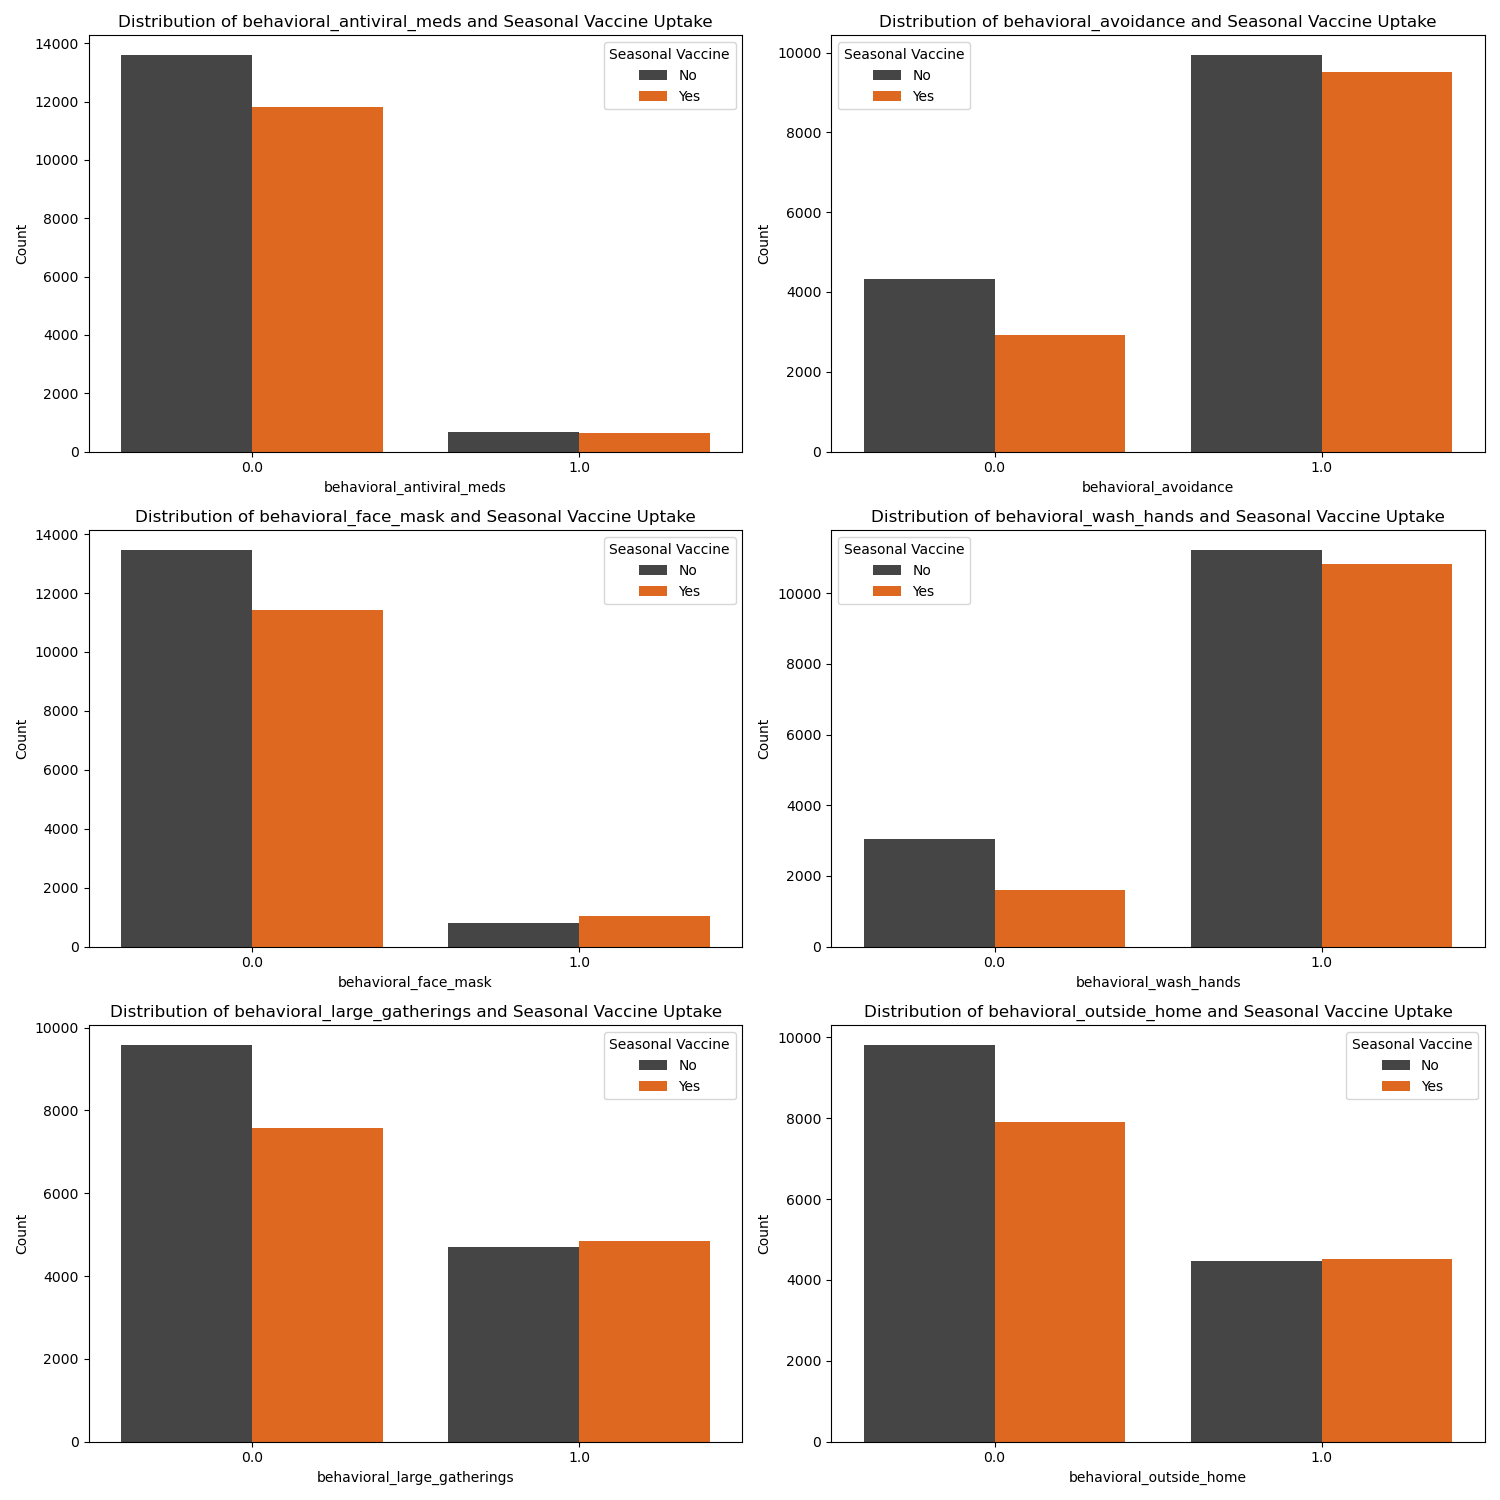 Distribution of behavioral_antiviral_meds and Seasonal Vaccine Uptake
14000
12000
10000
8000
6000
4000
2000
0
Count
Seasonal Vaccine
No
Yes
0.0
1.0
behavioral_antiviral_meds
Distribution of behavioral_avoidance and Seasonal Vaccine Uptake
10000
8000
6000
4000
2000
0
Count
Seasonal Vaccine
No
Yes
0.0
1.0
behavioral_avoidance
Distribution of behavioral_face_mask and Seasonal Vaccine Uptake
14000
12000
10000
8000
6000
4000
2000
0
Count
Seasonal Vaccine
No
Yes
0.0
1.0
behavioral_face_mask
Distribution of behavioral_wash_hands and Seasonal Vaccine Uptake
10000
8000
6000
4000
2000
0
Count
Seasonal Vaccine
No
Yes
0.0
1.0
behavioral_wash_hands
Distribution of behavioral_large_gatherings and Seasonal Vaccine Uptake
10000
8000
6000
4000
2000
0
Count
Seasonal Vaccine
No
Yes
0.0
1.0
behavioral_large_gatherings
Distribution of behavioral_outside_home and Seasonal Vaccine Uptake
10000
8000
6000
4000
2000
0
Count
Seasonal Vaccine
No
Yes
0.0
1.0
behavioral_outside_home